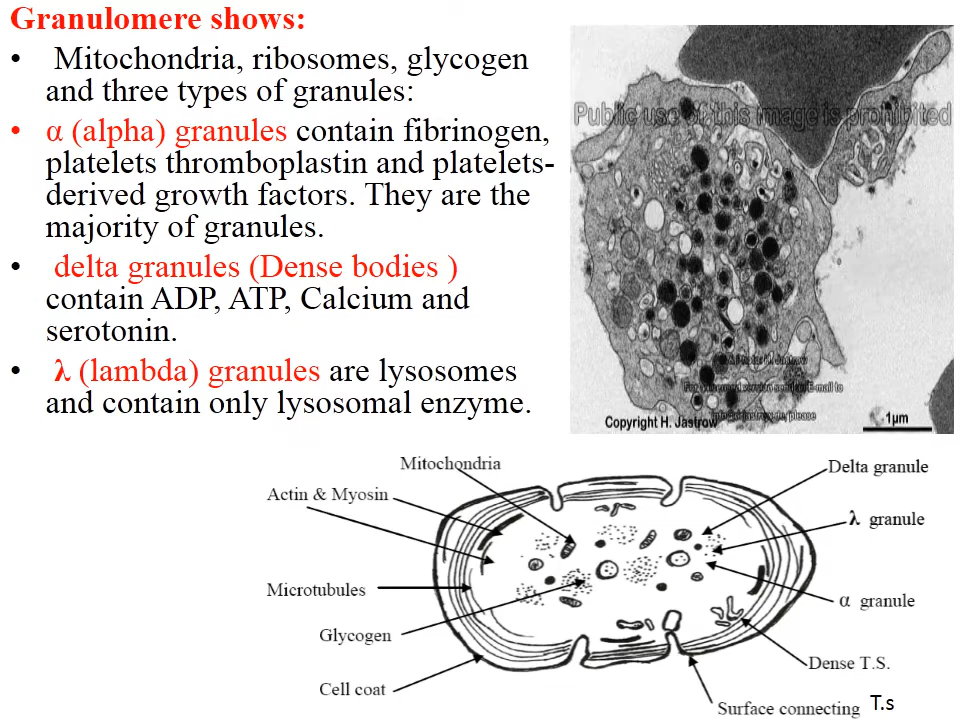 Granulomere shows:
• Mitochondria, ribosomes, glycogen
and three types of granules:
• α (alpha) granules contain fibrinogen,
platelets thromboplastin and platelets-
derived growth factors. They are the
majority of granules.
• delta granules (Dense bodies )
contain ADP, ATP, Calcium and
serotonin.
• λ (lambda) granules are lysosomes
and contain only lysosomal enzyme.
Public use of this image is prohibited
Copyright H. Jastrow
1µm
Mitochondria
Actin & Myosin
Microtubules
Glycogen
Cell coat
Delta granule
λ granule
α granule
Dense T.S.
Surface connecting T.s